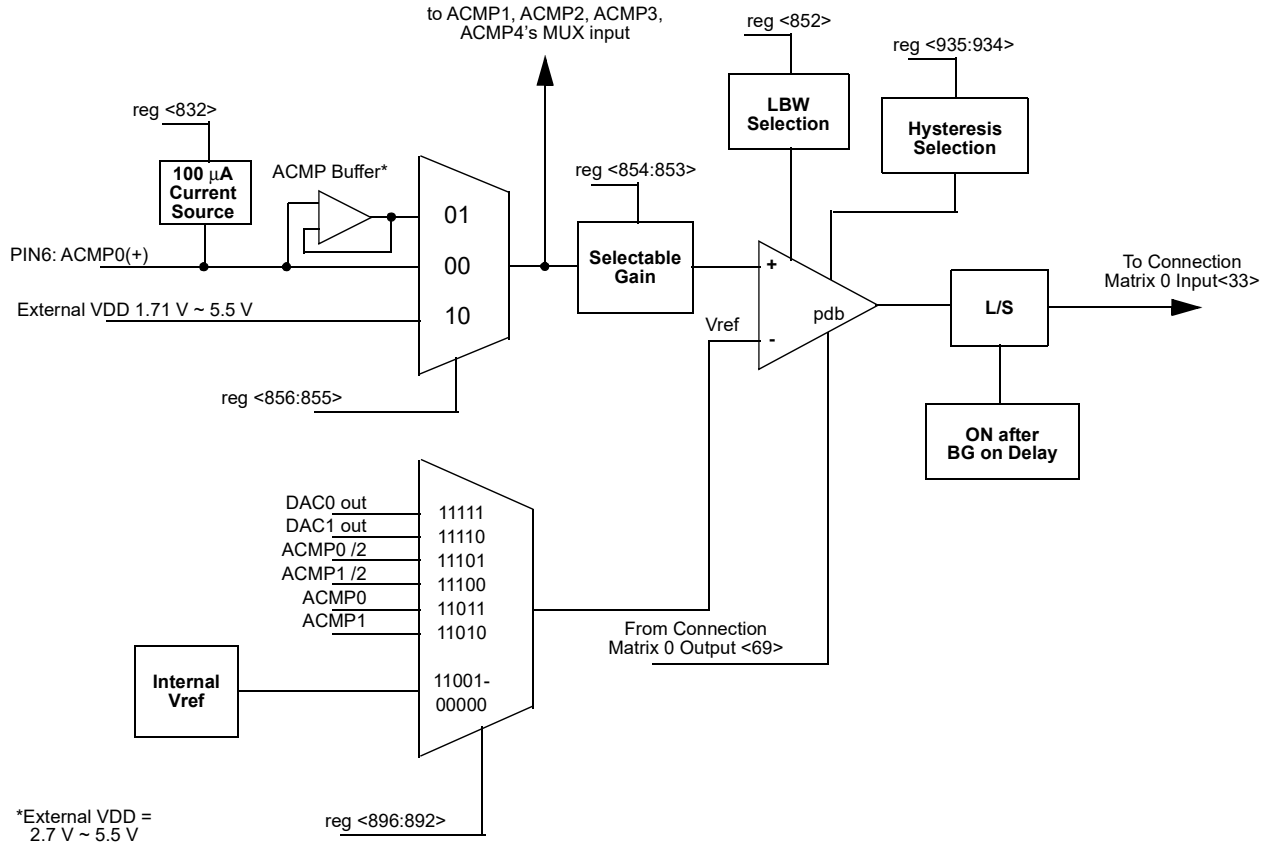 to ACMP1, ACMP2, ACMP3,
ACMP4's MUX input
reg <852>
reg <935:934>
LBW
Selection
Hysteresis
Selection
reg <832>
100 μA
Current
Source
ACMP Buffer*
reg <854:853>
01
00
10
PIN6: ACMP0(+)
External VDD 1.71 V ~ 5.5 V
Selectable
Gain
+
-
pdb
Vref
L/S
To Connection
Matrix 0 Input<33>
reg <856:855>
ON after
BG on Delay
DAC0 out
DAC1 out
ACMP0 /2
ACMP1 /2
ACMP0
ACMP1
11111
11110
11101
11100
11011
11010
11001-
00000
From Connection
Matrix 0 Output <69>
Internal
Vref
reg <896:892>
*External VDD =
2.7 V ~ 5.5 V